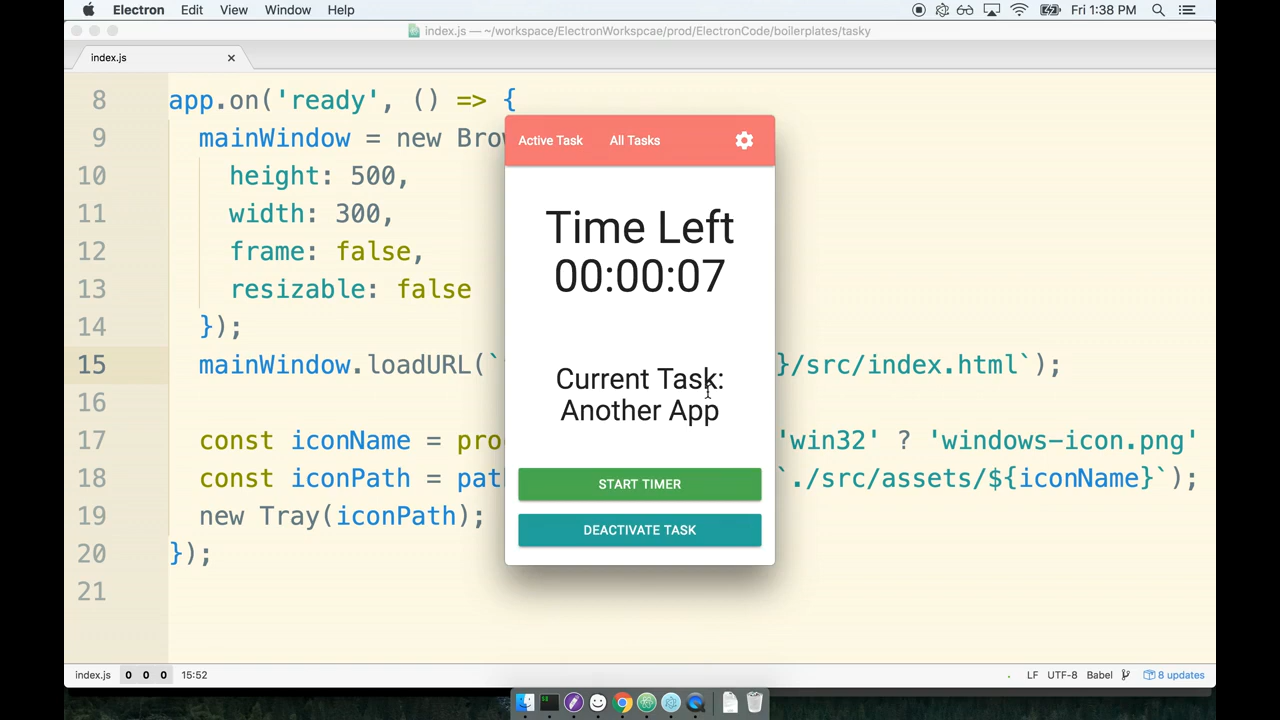 Electron Edit View Window Help Fri 1:38 PM
index.js — ~/workspace/ElectronWorkspcae/prod/ElectronCode/boilerplates/tasky
index.js
8 app.on('ready', () => {
9 mainWindow = new Bro
10 height: 500,
11 width: 300,
12 frame: false,
13 resizable: false
14 });
15 mainWindow.loadURL(` }/src/index.html`);
16
17 const iconName = pro 'win32' ? 'windows-icon.png'
18 const iconPath = pat `./src/assets/${iconName}`);
19 new Tray(iconPath);
20 });
21
Active Task All Tasks
Time Left
00:00:07
Current Task:
Another App
START TIMER
DEACTIVATE TASK
index.js 0 0 0 15:52 LF UTF-8 Babel 8 updates